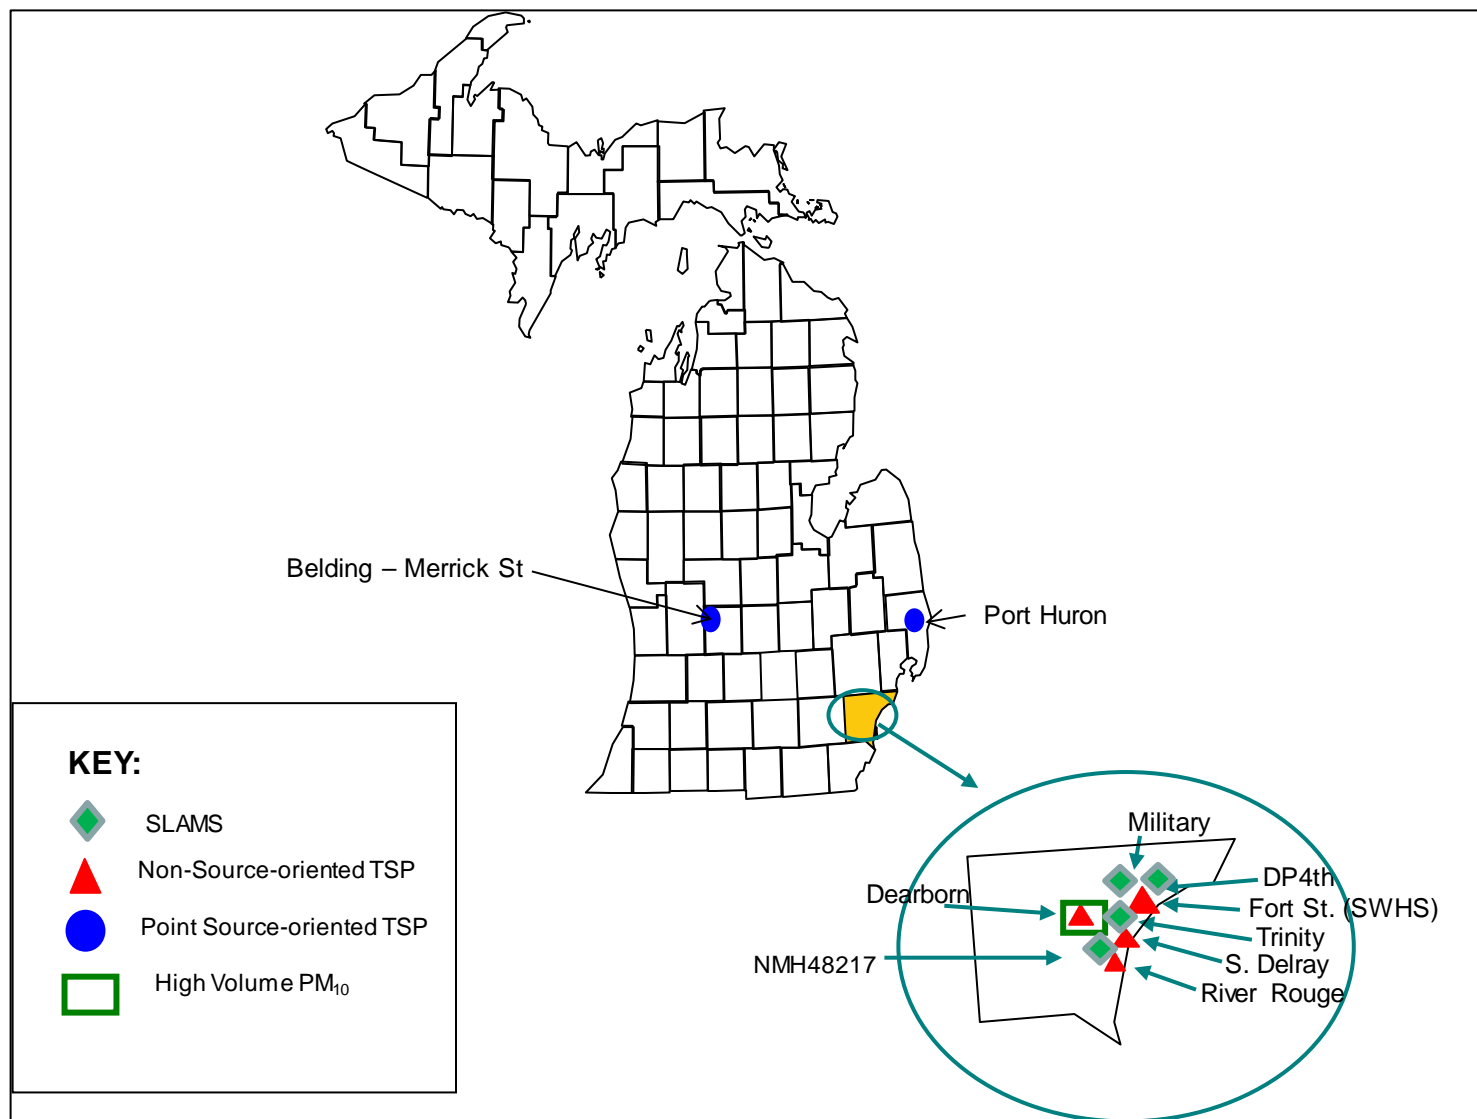 Belding – Merrick St
Port Huron
KEY:
SLAMS
Non-Source-oriented TSP
Point Source-oriented TSP
High Volume PM₁₀
Military
Dearborn
DP4th
Fort St. (SWHS)
Trinity
NMH48217
S. Delray
River Rouge